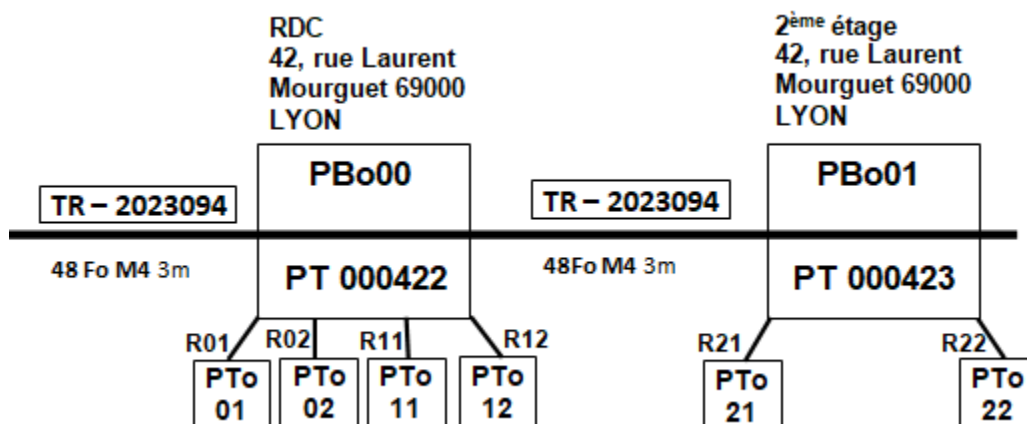 RDC
42, rue Laurent
Mourguet 69000
LYON
2ème étage
42, rue Laurent
Mourguet 69000
LYON
PBo00
PBo01
TR – 2023094
TR – 2023094
48 Fo M4 3m
48Fo M4 3m
PT 000422
PT 000423
R01
R02
R11
R12
R21
R22
PTo
01
PTo
02
PTo
11
PTo
12
PTo
21
PTo
22